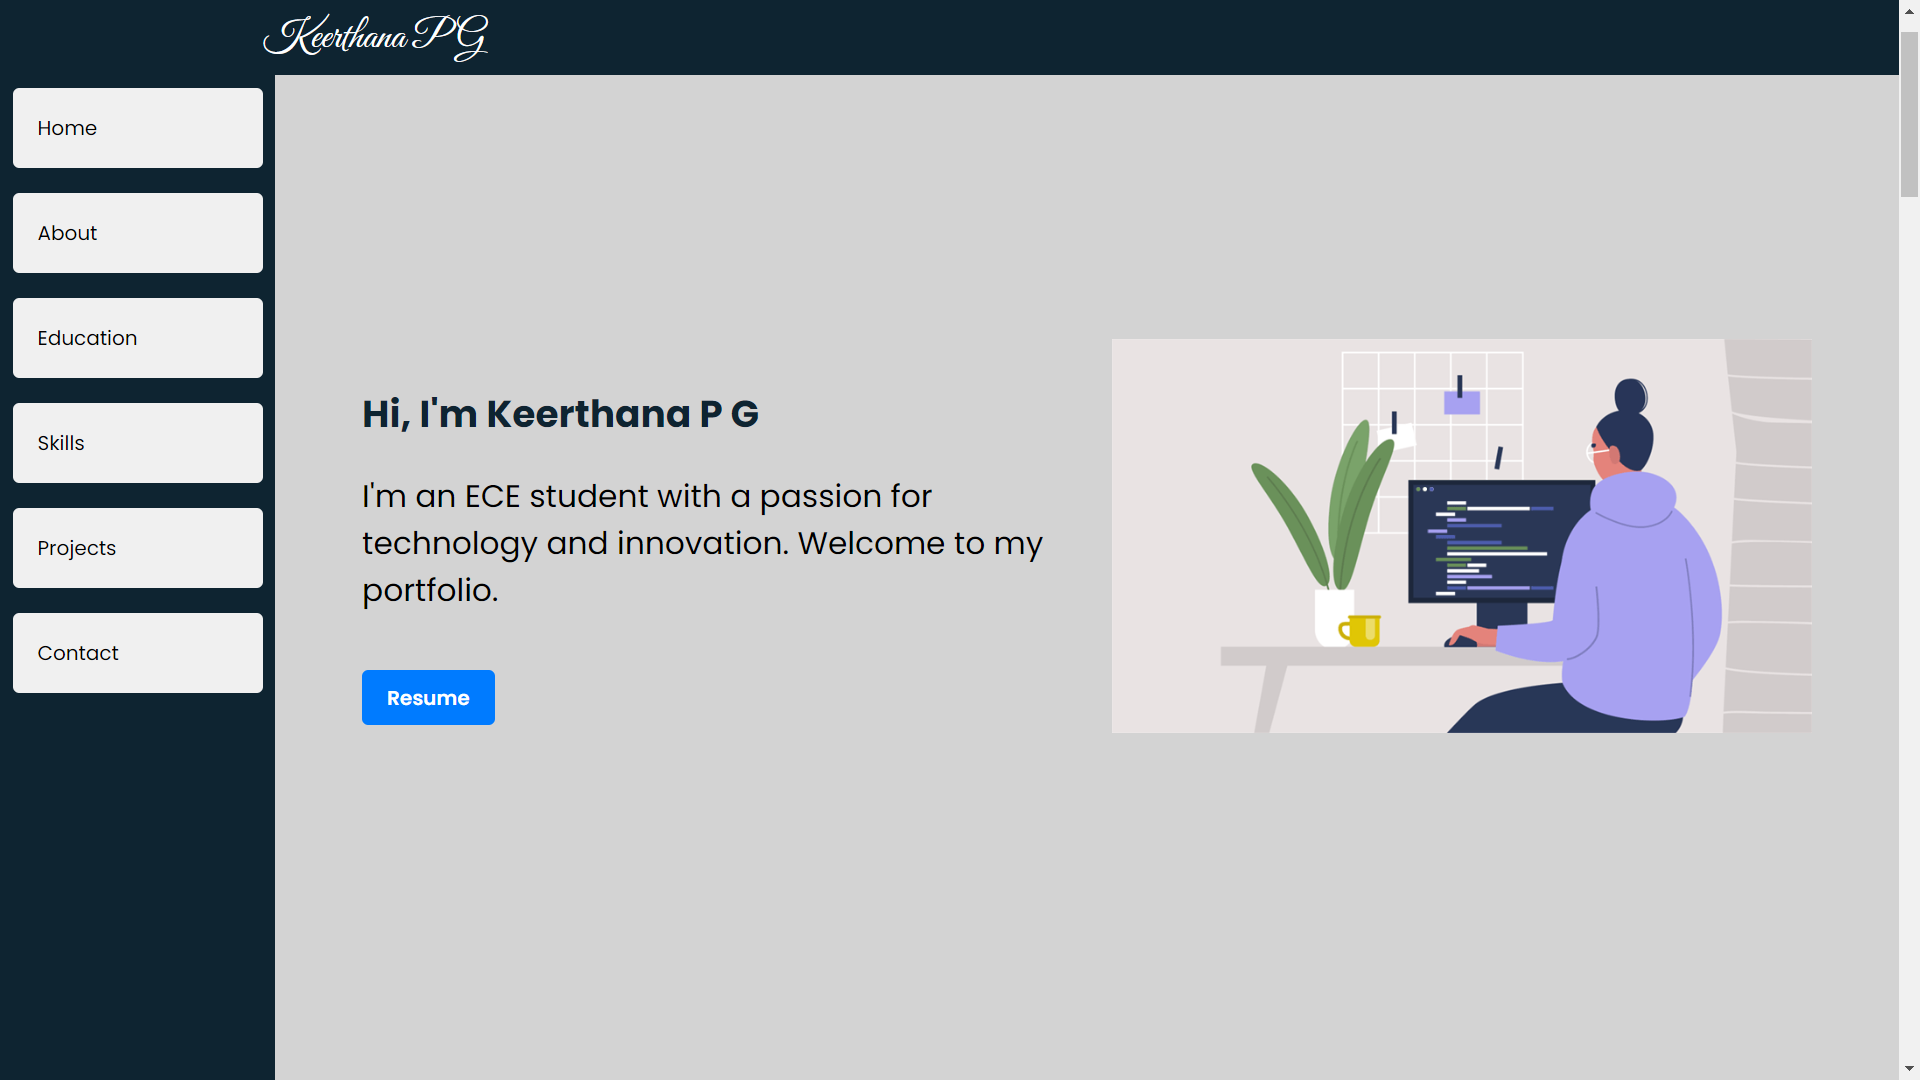 Keerthana P G
Home
About
Education
Skills
Projects
Contact
Hi, I'm Keerthana P G
I'm an ECE student with a passion for
technology and innovation. Welcome to my
portfolio.
Resume